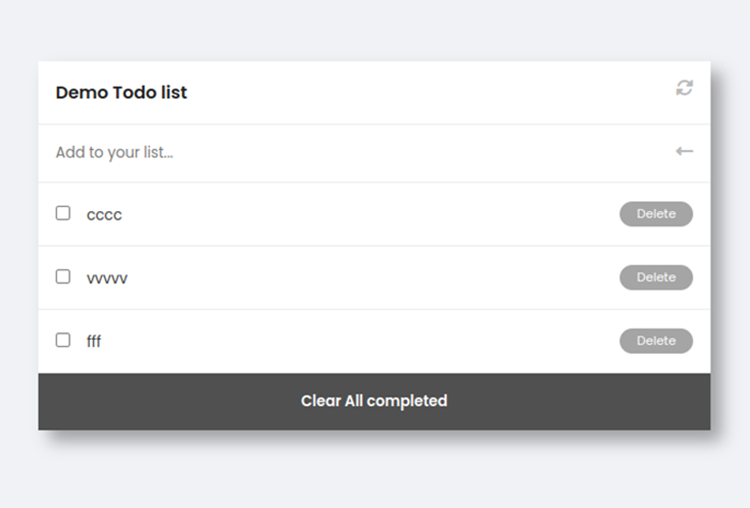 Demo Todo list
Add to your list...
cccc Delete
vvvvv Delete
fff Delete
Clear All completed